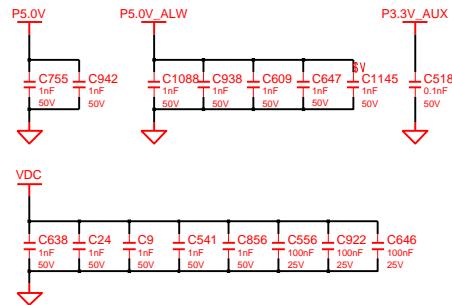 P5.0V P5.0V_ALW P3.3V_AUX
$V
C755 C942 C1088 C938 C609 C647 C1145 C518
1nF 1nF 1nF 1nF 1nF 1nF 1nF 0.1nF
50V 50V 50V 50V 50V 50V 50V 50V
VDC
C638 C24 C9 C541 C856 C556 C922 C646
1nF 1nF 1nF 1nF 1nF 100nF 100nF 100nF
50V 50V 50V 50V 50V 25V 25V 25V